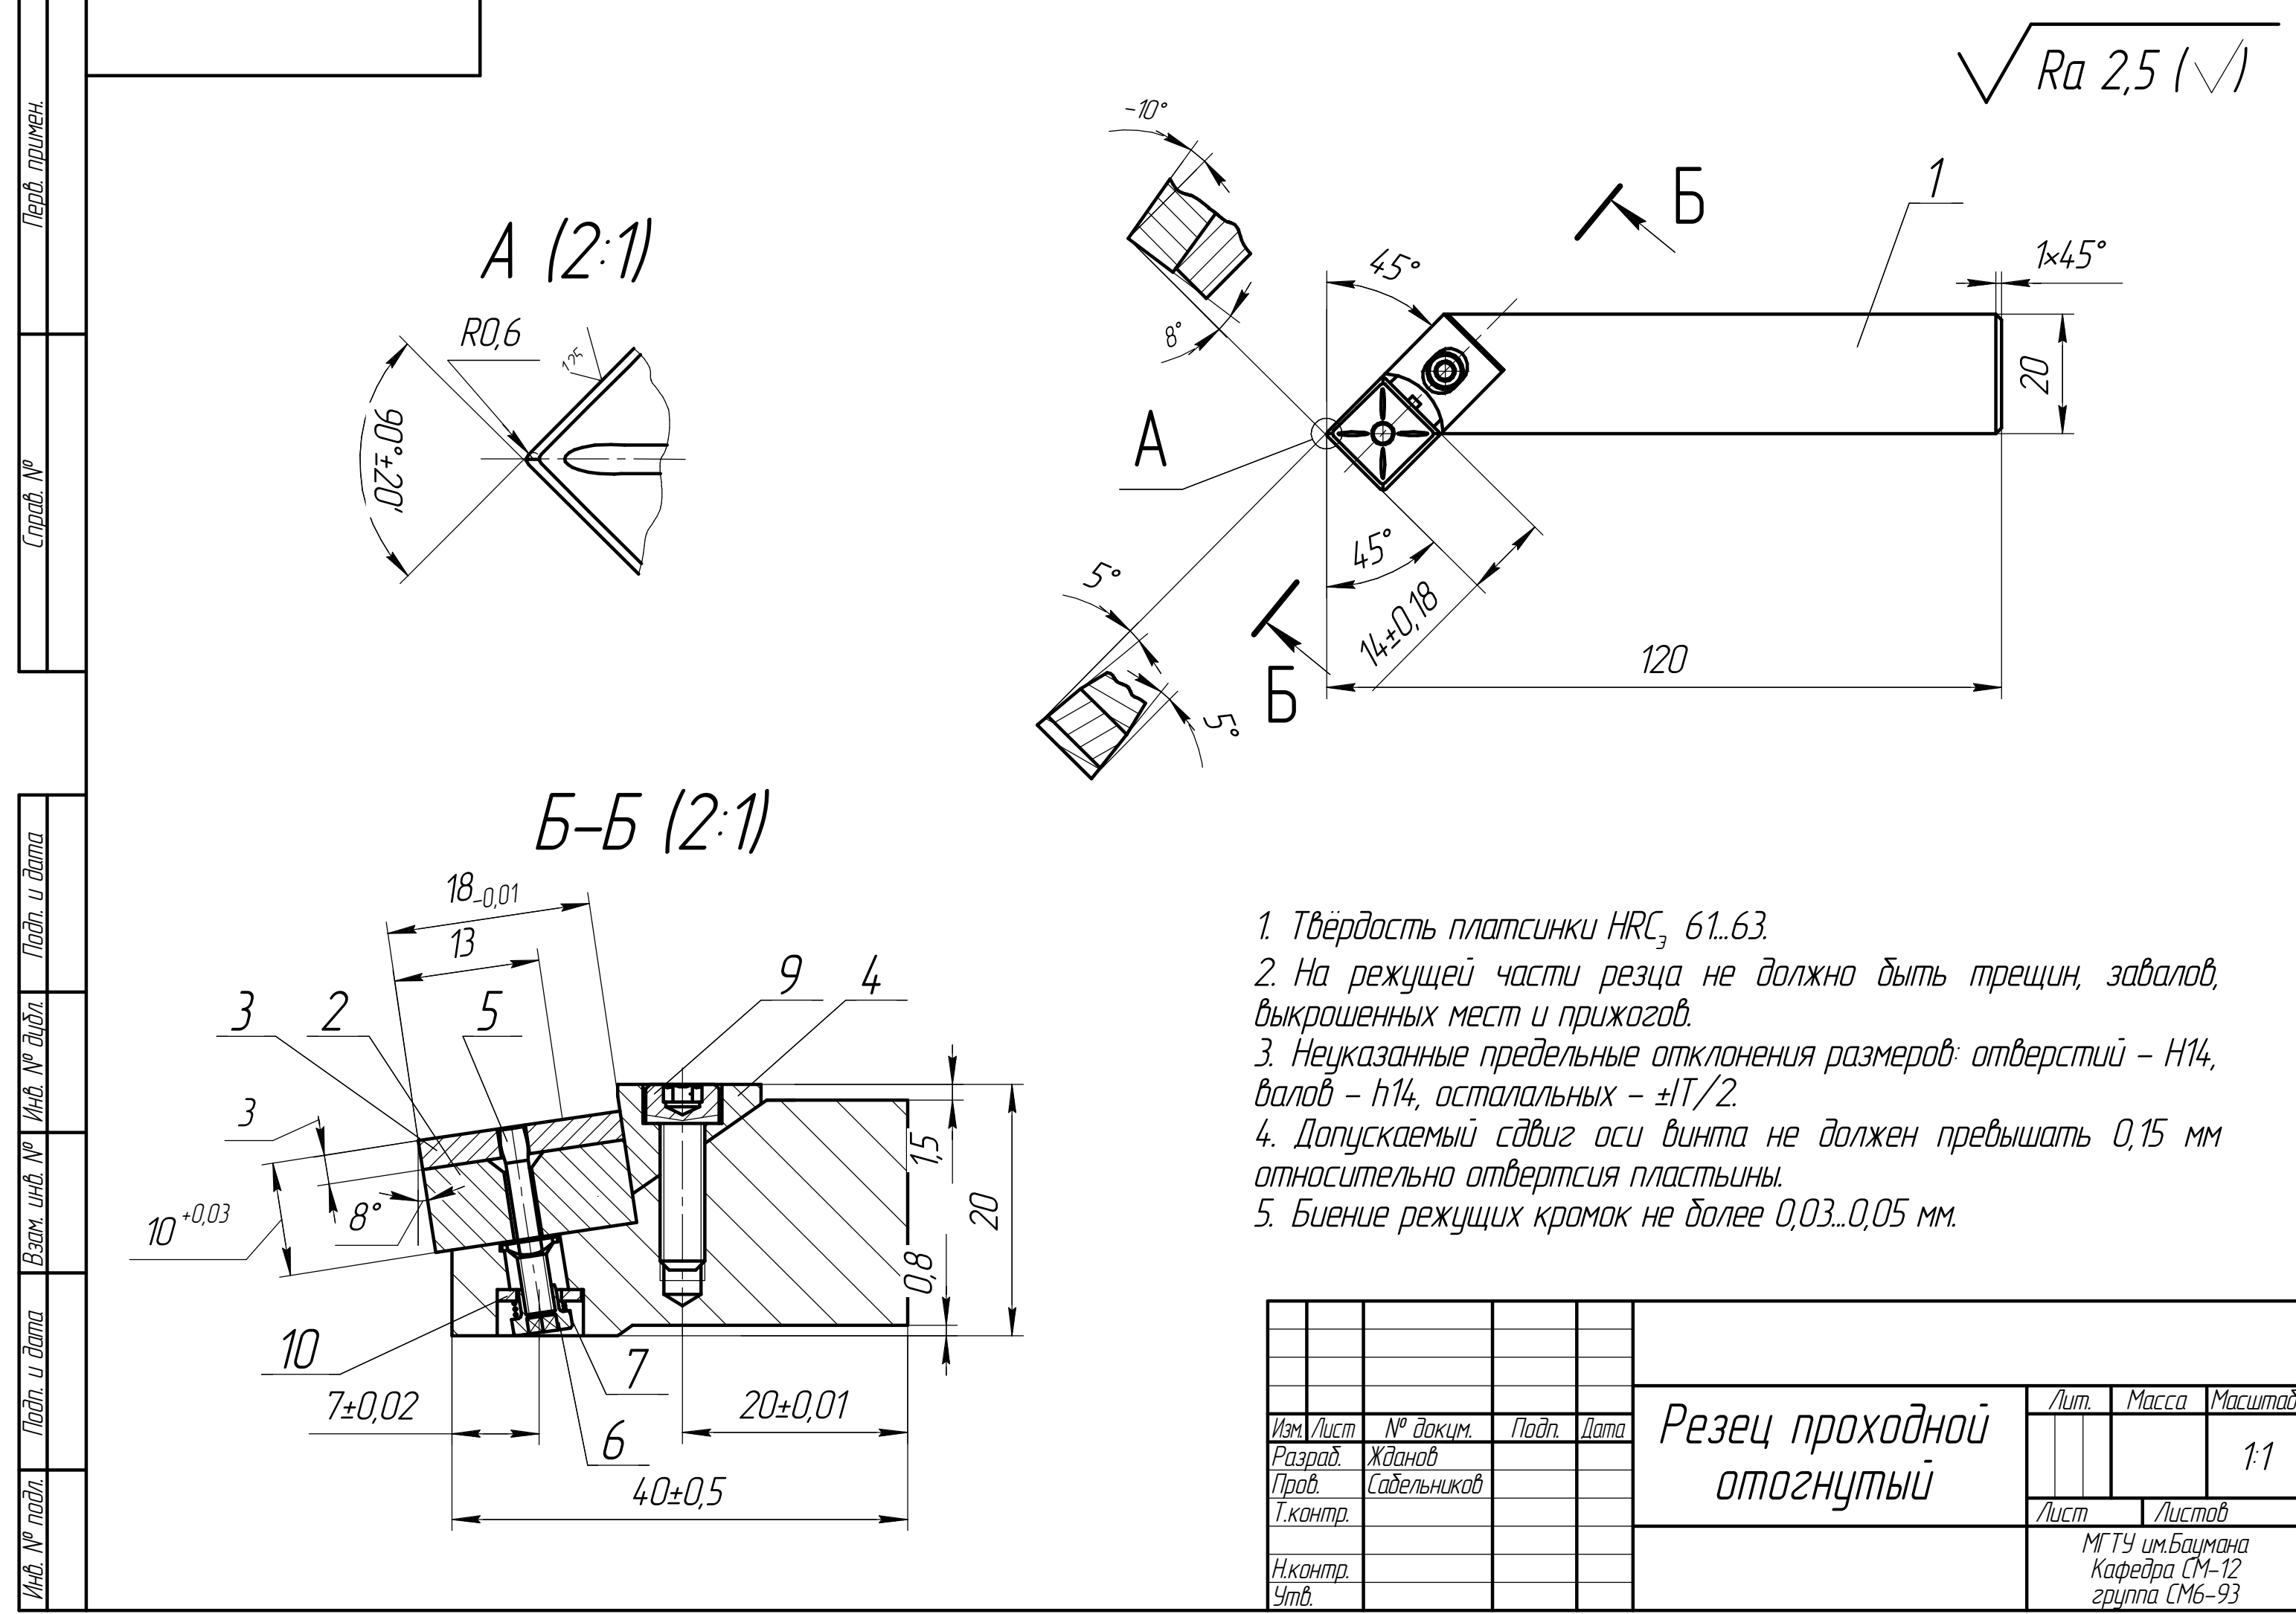 Перв. примен.
Справ. №
Подп. и дата
Инв. № дубл.
Взам. инв. №
Подп. и дата
Инв. № подл.
Ra 2,5 (√)
А (2:1)
R0,6
1,25
90°±20'
-10°
8°
45°
Б
1
1×45°
20
А
45°
14±0,18
120
5°
5°
Б
Б-Б (2:1)
18-0,01
13
3
2
5
9
4
3
8°
10+0,03
1,5
20
0,8
10
7
6
7±0,02
20±0,01
40±0,5
1. Твёрдость платсинки HRCэ 61...63.
2. На режущей части резца не должно быть трещин, завалов,
выкрошенных мест и прижогов.
3. Неуказанные предельные отклонения размеров: отверстий - H14,
валов - h14, осталальных - ±IT/2.
4. Допускаемый сдвиг оси винта не должен превышать 0,15 мм
относительно отвертсия пластьины.
5. Биение режущих кромок не более 0,03...0,05 мм.
Изм. Лист № докум. Подп. Дата
Разраб. Жданов
Пров. Сабельников
Т.контр.
Н.контр.
Утв.
Резец проходной
отогнутый
Лит. Масса Масштаб
1:1
Лист Листов
МГТУ им.Баумана
Кафедра СМ-12
группа СМ6-93